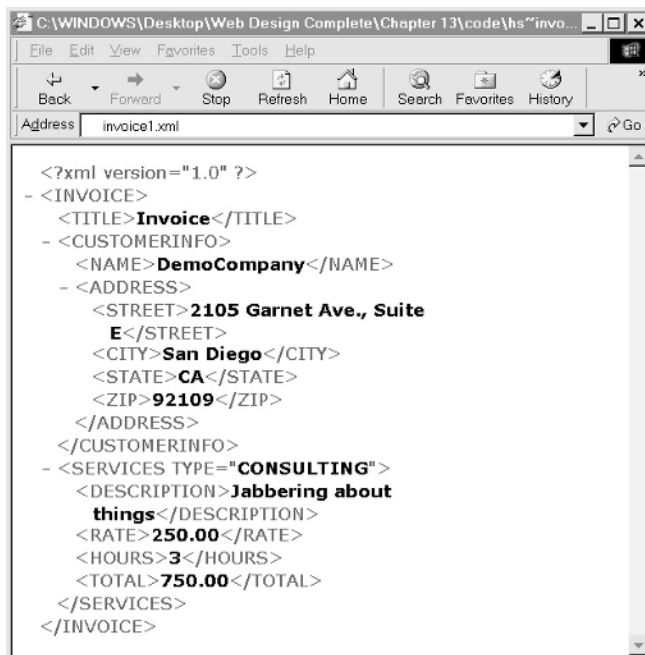 C:\WINDOWS\Desktop\Web Design Complete\Chapter 13\code\hs~invo...
File Edit View Favorites Tools Help
Back Forward Stop Refresh Home Search Favorites History »
Address invoice1.xml Go
<?xml version="1.0" ?>
- <INVOICE>
<TITLE>Invoice</TITLE>
- <CUSTOMERINFO>
<NAME>DemoCompany</NAME>
- <ADDRESS>
<STREET>2105 Garnet Ave., Suite
E</STREET>
<CITY>San Diego</CITY>
<STATE>CA</STATE>
<ZIP>92109</ZIP>
</ADDRESS>
</CUSTOMERINFO>
- <SERVICES TYPE="CONSULTING">
<DESCRIPTION>Jabbering about
things</DESCRIPTION>
<RATE>250.00</RATE>
<HOURS>3</HOURS>
<TOTAL>750.00</TOTAL>
</SERVICES>
</INVOICE>